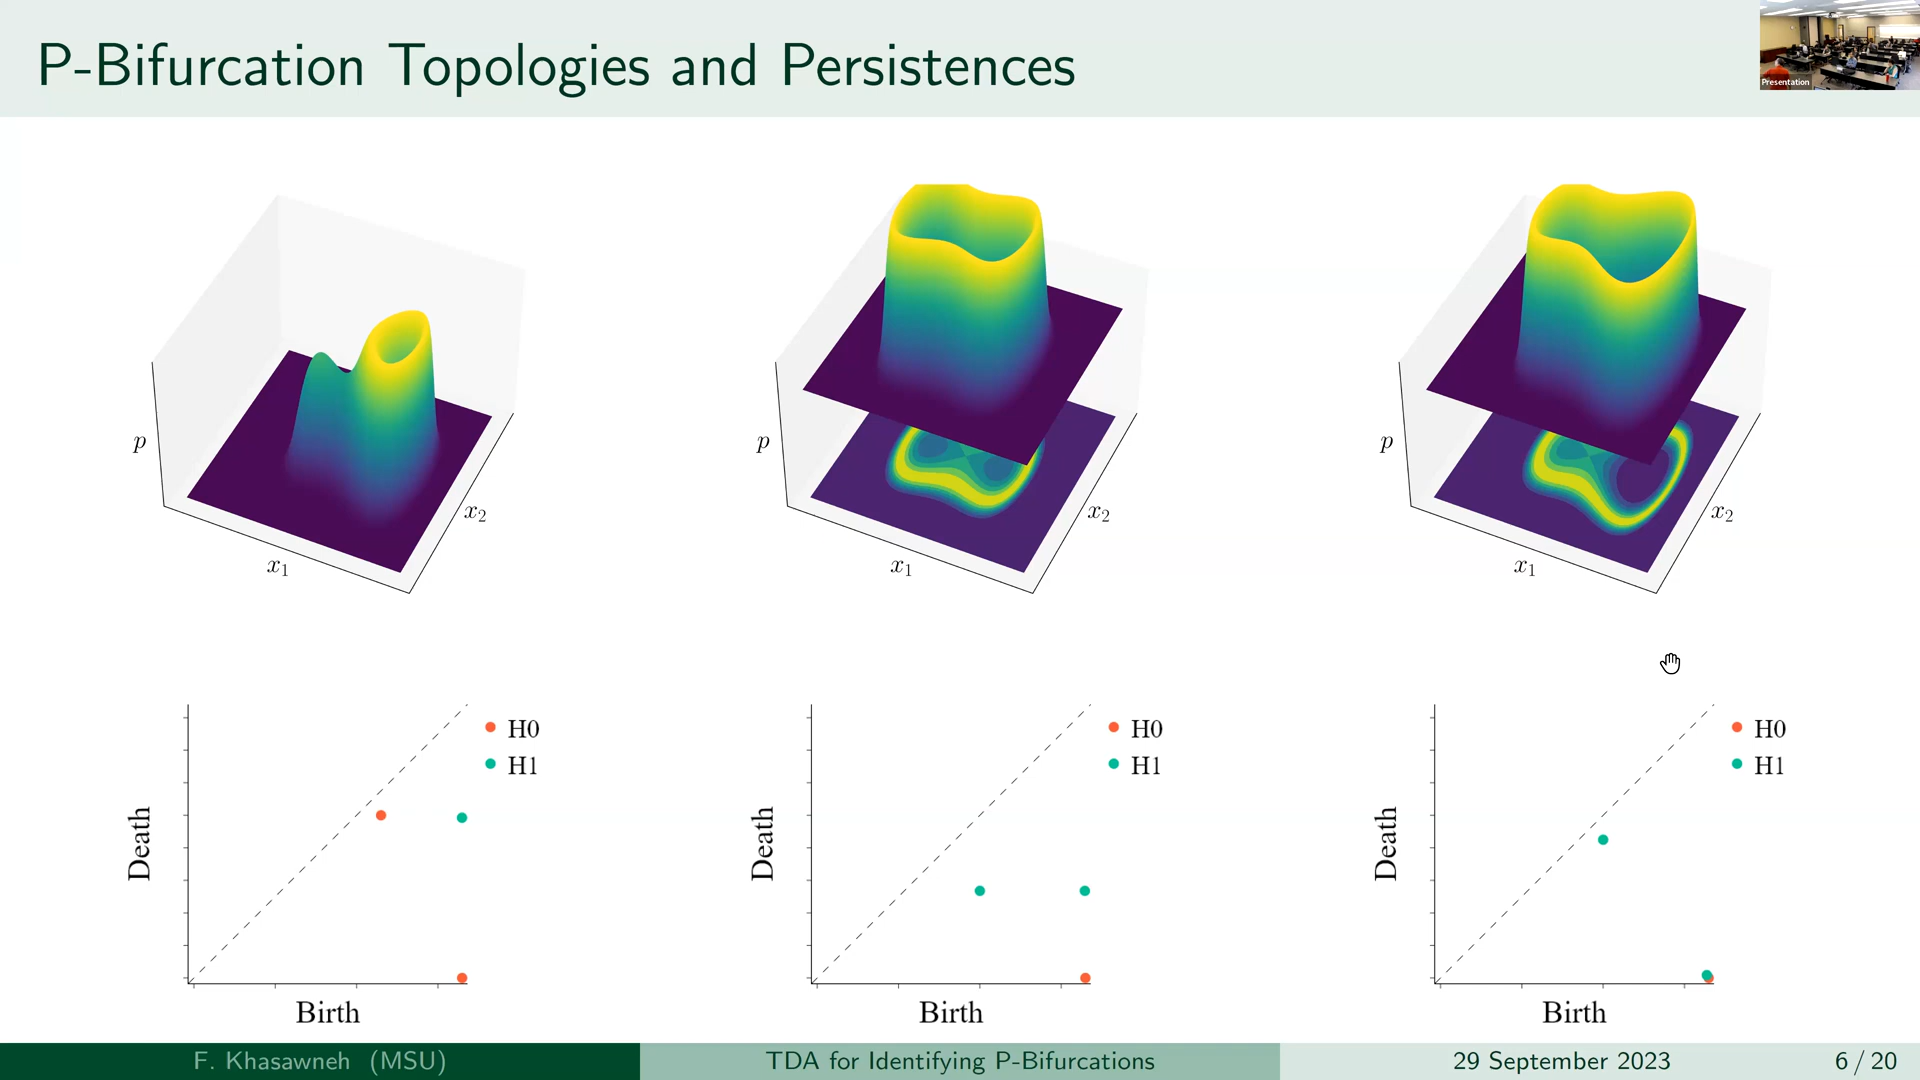 P-Bifurcation Topologies and Persistences
Presentation
p
x₂
x₁
p
x₂
x₁
p
x₂
x₁
Death
H0
H1
Birth
Death
H0
H1
Birth
Death
H0
H1
Birth
F. Khasawneh (MSU)
TDA for Identifying P-Bifurcations
29 September 2023
6 / 20